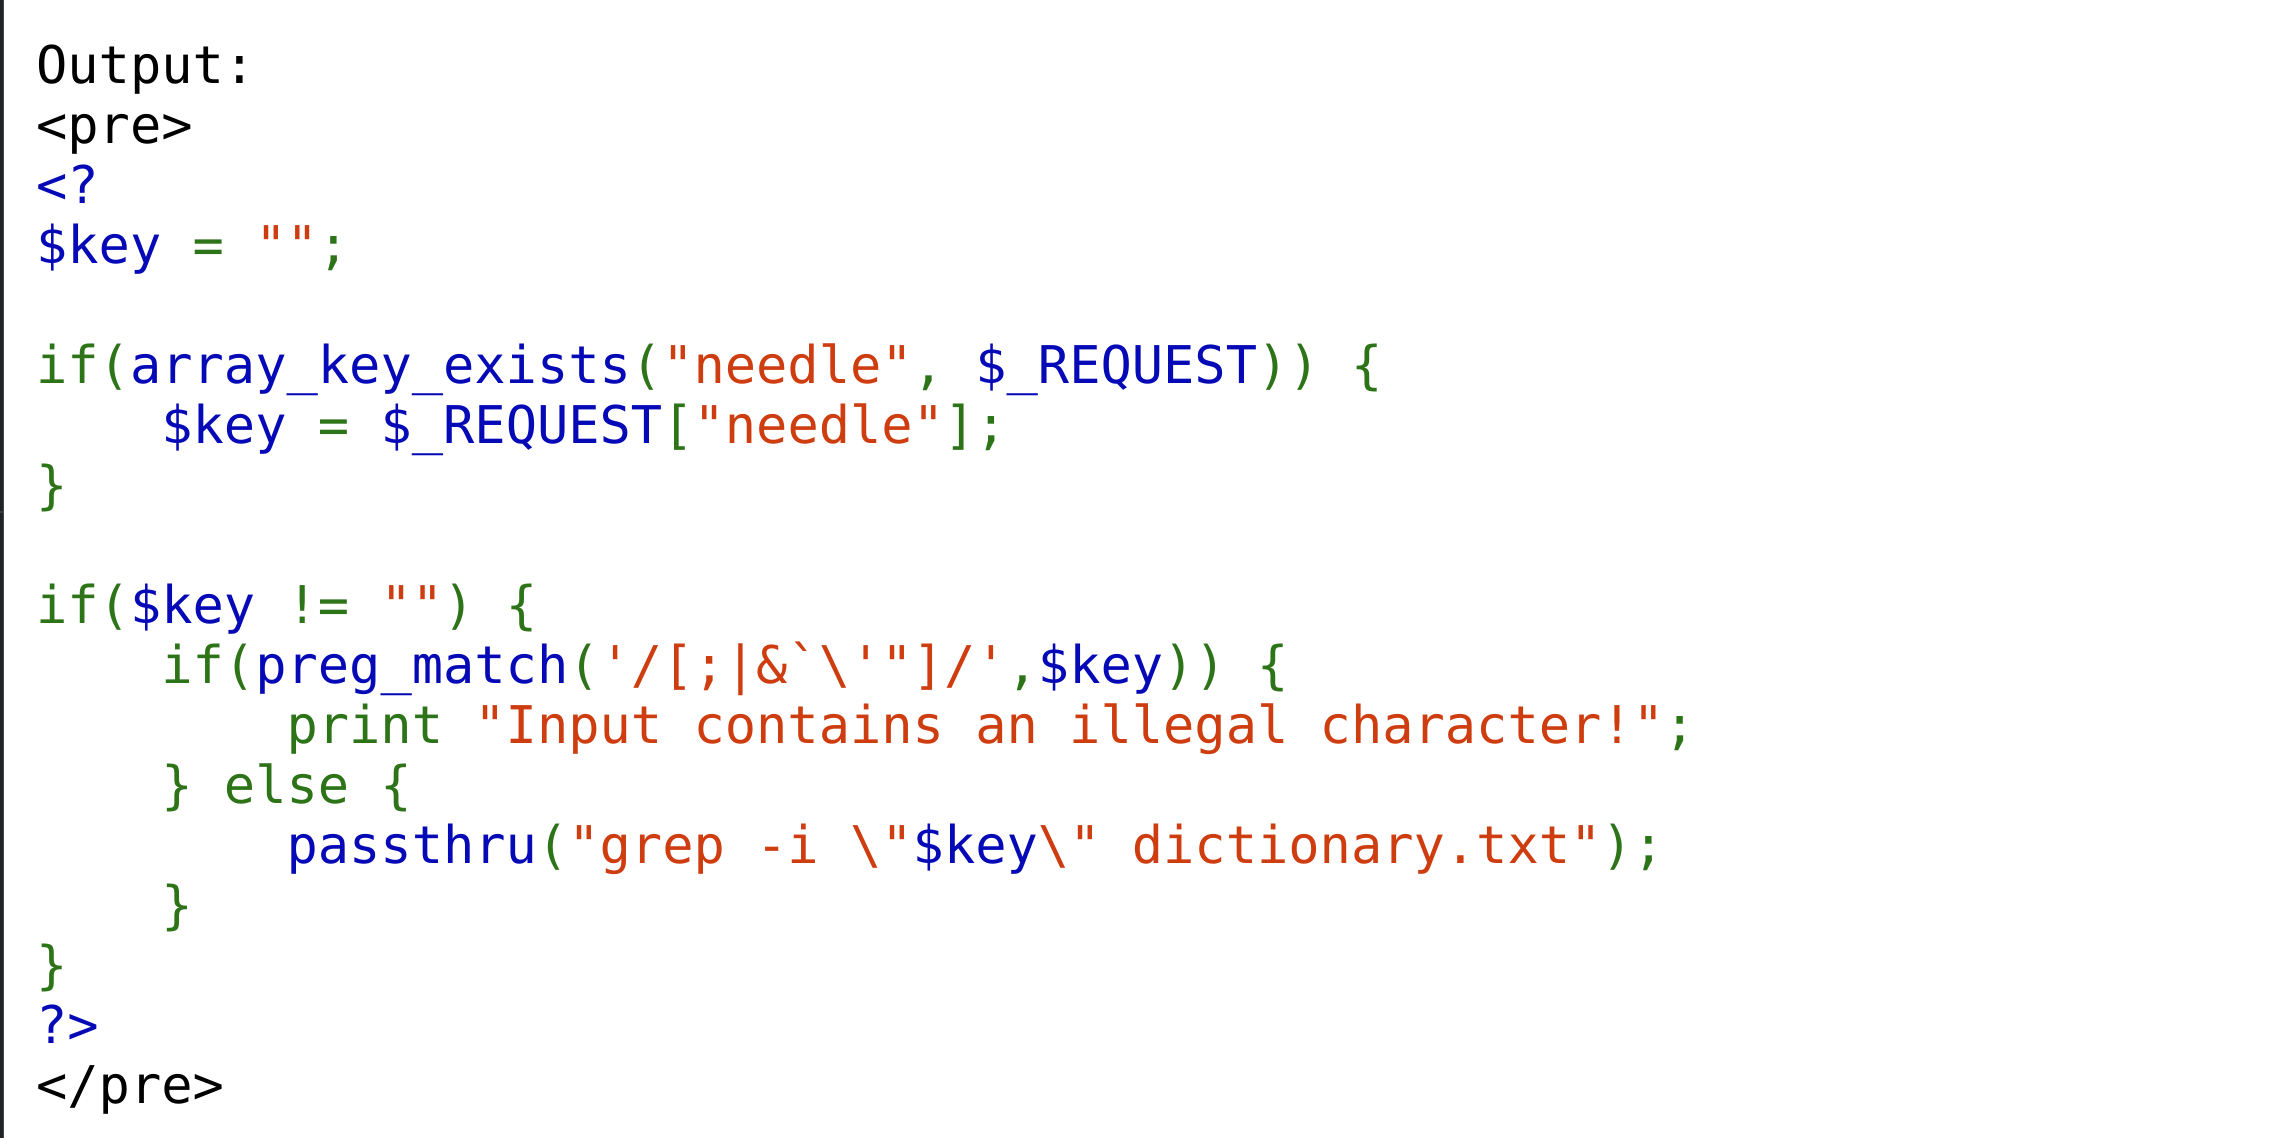 Output:
<pre>
<?
$key = "";

if(array_key_exists("needle", $_REQUEST)) {
    $key = $_REQUEST["needle"];
}

if($key != "") {
    if(preg_match('/[;|&`\'"]/',$key)) {
        print "Input contains an illegal character!";
    } else {
        passthru("grep -i \"$key\" dictionary.txt");
    }
}
?>
</pre>